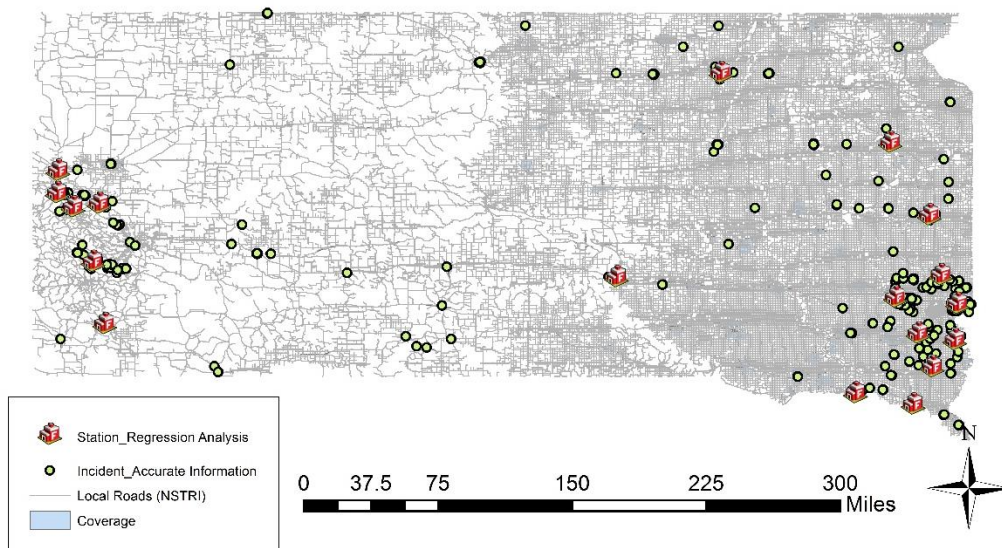 Station_Regression Analysis
Incident_Accurate Information
Local Roads (NSTRI)
Coverage
0 37.5 75 150 225 300
Miles
N